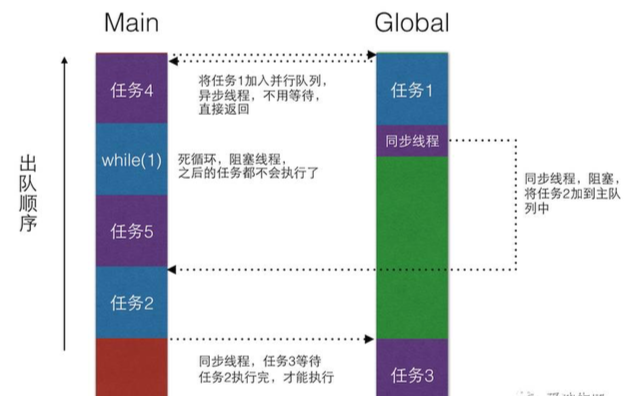 Main
Global
任务4
将任务1加入并行队列，
异步线程，不用等待，
直接返回
任务1
while(1)
死循环，阻塞线程，
之后的任务都不会执行了
同步线程
同步线程，阻塞，
将任务2加到主队
列中
出队顺序
任务5
任务2
同步线程，任务3等待
任务2执行完，才能执行
任务3